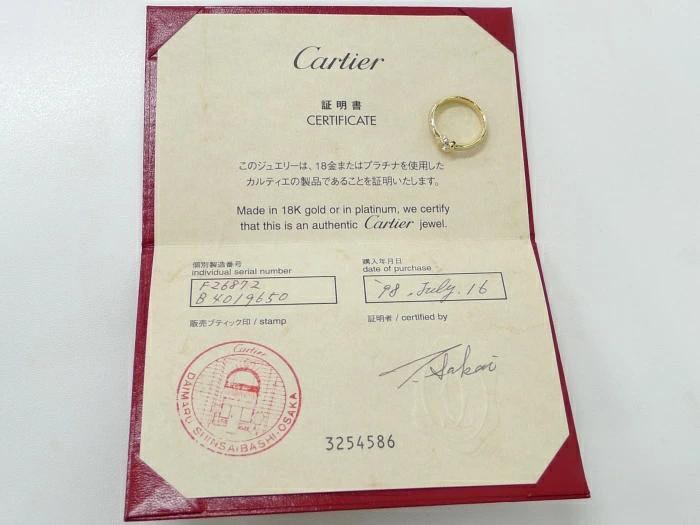 Cartier
証明書
CERTIFICATE
このジュエリーは、18金またはプラチナを使用した
カルティエの製品であることを証明いたします。
Made in 18K gold or in platinum, we certify
that this is an authentic Cartier jewel.
個別製造番号
individual serial number
F26872
B4019650
購入年月日
date of purchase
'98. July. 16
販売ブティック印 / stamp
証明者 / certified by
Cartier
DAIMARU SHINSAIBASHI-OSAKA
T. Sakai
3254586